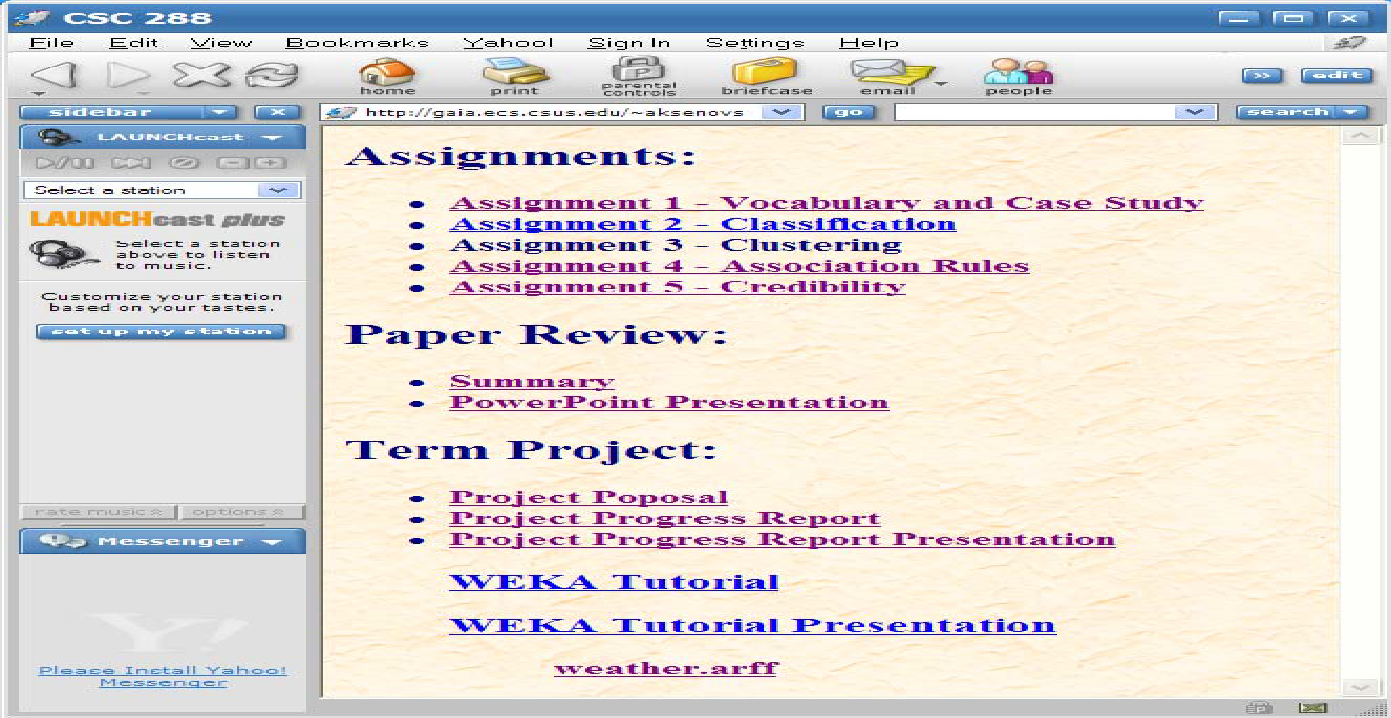 CSC 288
File Edit View Bookmarks Yahoo! Sign In Settings Help
home print parental controls briefcase email people >> edit
sidebar http://gaia.ecs.csus.edu/~aksenovs go search
LAUNCHcast
Select a station
LAUNCHcast plus
Select a station
above to listen
to music.
Customize your station
based on your tastes.
set up my station
rate music options
Messenger
Y!
Please Install Yahoo!
Messenger
Assignments:
Assignment 1 - Vocabulary and Case Study
Assignment 2 - Classification
Assignment 3 - Clustering
Assignment 4 - Association Rules
Assignment 5 - Credibility
Paper Review:
Summary
PowerPoint Presentation
Term Project:
Project Poposal
Project Progress Report
Project Progress Report Presentation
WEKA Tutorial
WEKA Tutorial Presentation
weather.arff